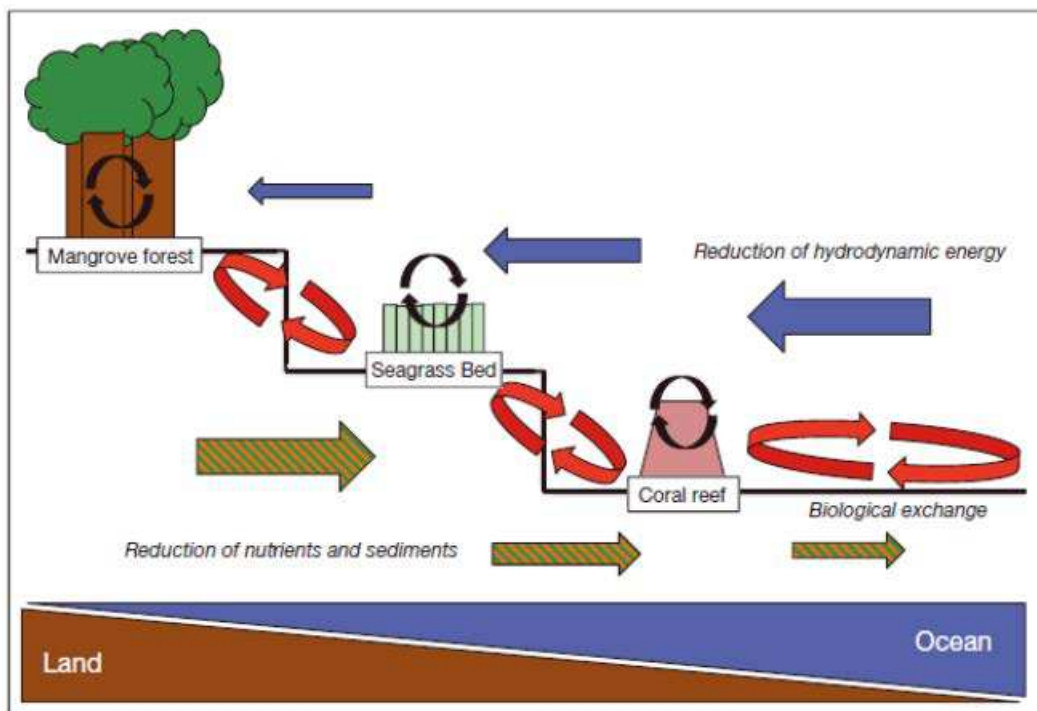 Mangrove forest
Reduction of hydrodynamic energy
Seagrass Bed
Coral reef
Biological exchange
Reduction of nutrients and sediments
Ocean
Land